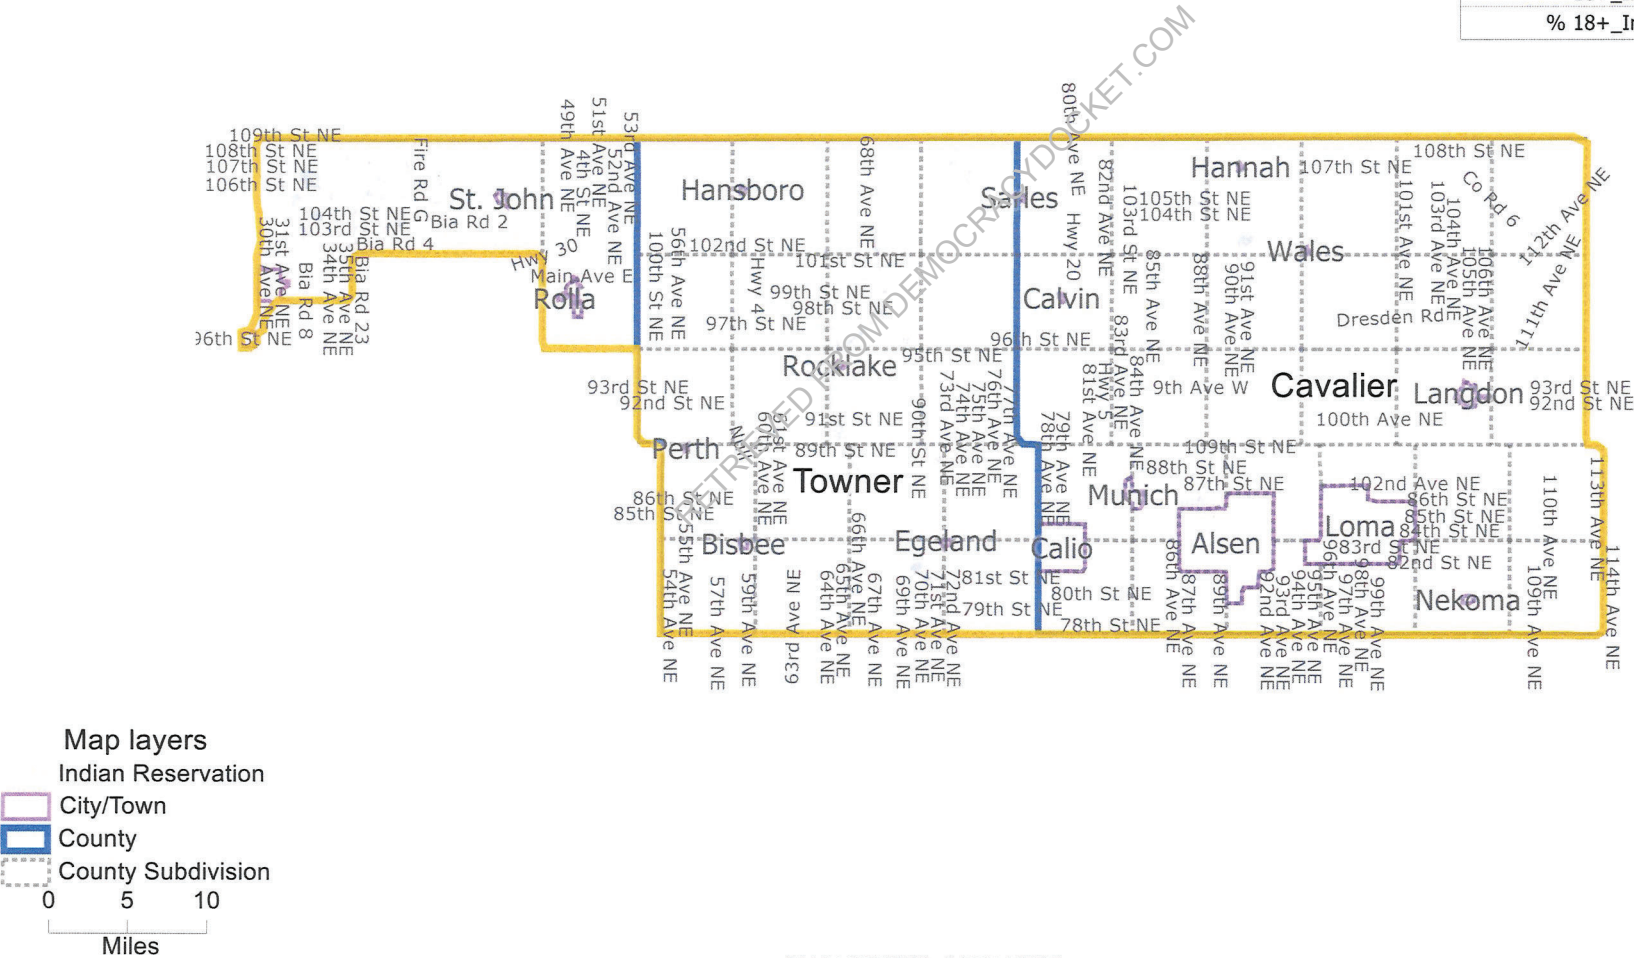 % 18+_I
RETRIEVED FROM DEMOCRACYDOCKET.COM
109th St NE
108th St NE
107th St NE
106th St NE
104th St NE
103rd St NE
Bia Rd 2
Bia Rd 4
Fire Rd G
St. John
49th Ave NE
51st Ave NE
4th St NE
52nd Ave NE
53rd Ave NE
30th Ave NE
31st Ave NE
Bia Rd 8
34th Ave NE
35th Ave NE
Bia Rd 23
96th St NE
Hwy 30
Main Ave E
Rolla
Hansboro
68th Ave NE
Sarles
80th Ave NE
Hwy 20
82nd Ave NE
103rd St NE
105th St NE
104th St NE
Hannah
107th St NE
108th St NE
Co Rd 6
112th Ave NE
111th Ave NE
101st Ave NE
103rd Ave NE
104th Ave NE
105th Ave NE
106th Ave NE
Wales
100th St NE
56th Ave NE
102nd St NE
101st St NE
Hwy 4
99th St NE
98th St NE
97th St NE
Calvin
85th Ave NE
88th Ave NE
90th Ave NE
91st Ave NE
Dresden Rd
96th St NE
83rd Ave NE
84th Ave NE
81st Ave NE
Hwy 5
Rocklake
95th St NE
73rd Ave NE
74th Ave NE
75th Ave NE
76th Ave NE
77th Ave NE
93rd St NE
92nd St NE
91st St NE
90th St NE
89th St NE
9th Ave W
Cavalier
Langdon
93rd St NE
92nd St NE
100th Ave NE
109th St NE
78th Ave NE
79th Ave NE
Perth
60th Ave NE
61st Ave NE
Towner
88th St NE
87th St NE
Munich
102nd Ave NE
86th St NE
85th St NE
84th St NE
83rd St NE
82nd St NE
Loma
Alsen
110th Ave NE
113th Ave NE
114th Ave NE
86th St NE
85th St NE
55th Ave NE
Bisbee
66th Ave NE
Egeland
Calio
81st St NE
80th St NE
79th St NE
78th St NE
Nekoma
54th Ave NE
57th Ave NE
59th Ave NE
63rd Ave NE
64th Ave NE
65th Ave NE
67th Ave NE
69th Ave NE
70th Ave NE
71st Ave NE
72nd Ave NE
86th Ave NE
87th Ave NE
89th Ave NE
92nd Ave NE
93rd Ave NE
94th Ave NE
95th Ave NE
96th Ave NE
97th Ave NE
98th Ave NE
99th Ave NE
109th Ave NE
Map layers
Indian Reservation
City/Town
County
County Subdivision
0 5 10
Miles